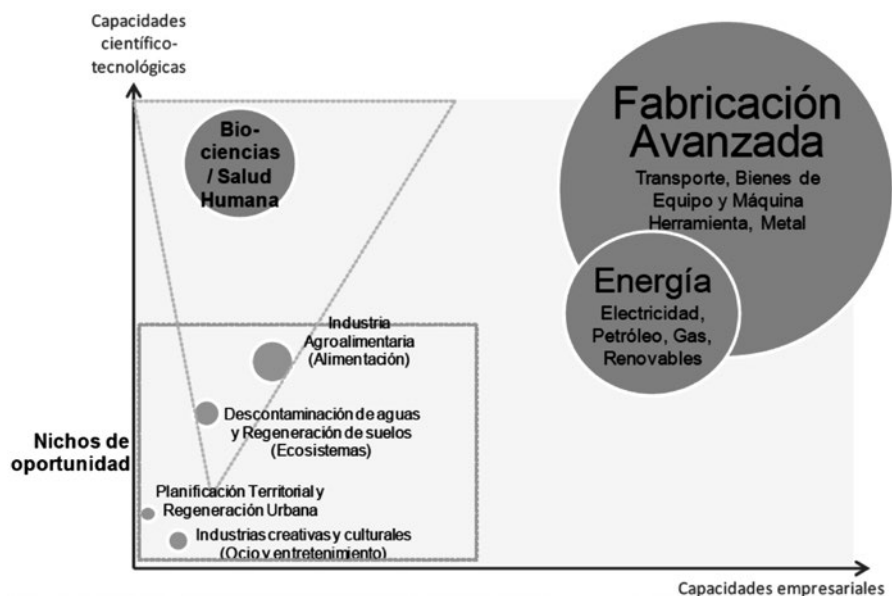 Capacidades
científico-
tecnológicas
Bio-
ciencias
/ Salud
Humana
Fabricación
Avanzada
Transporte, Bienes de
Equipo y Máquina
Herramienta, Metal
Energía
Electricidad,
Petróleo, Gas,
Renovables
Industria
Agroalimentaria
(Alimentación)
Descontaminación de aguas
y Regeneración de suelos
(Ecosistemas)
Nichos de
oportunidad
Planificación Territorial y
Regeneración Urbana
Industrias creativas y culturales
(Ocio y entretenimiento)
Capacidades empresariales